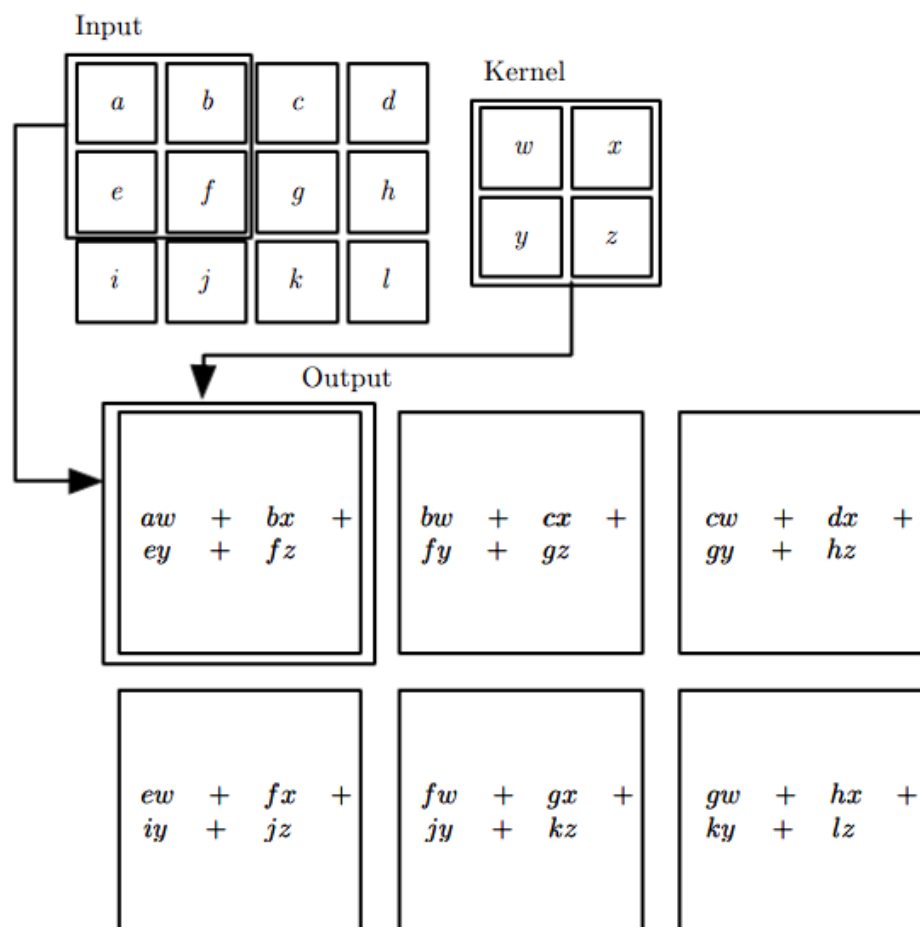 Input
a b c d
e f g h
i j k l
Kernel
w x
y z
Output
aw + bx +
ey + fz
bw + cx +
fy + gz
cw + dx +
gy + hz
ew + fx +
iy + jz
fw + gx +
jy + kz
gw + hx +
ky + lz